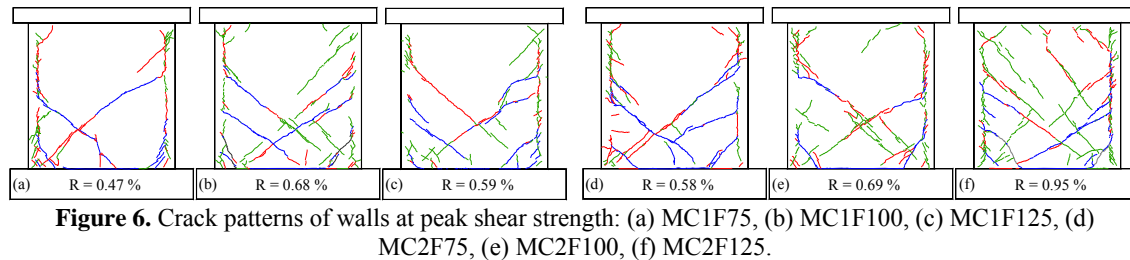 (a) R = 0.47 % (b) R = 0.68 % (c) R = 0.59 % (d) R = 0.58 % (e) R = 0.69 % (f) R = 0.95 %
Figure 6. Crack patterns of walls at peak shear strength: (a) MC1F75, (b) MC1F100, (c) MC1F125, (d)
MC2F75, (e) MC2F100, (f) MC2F125.